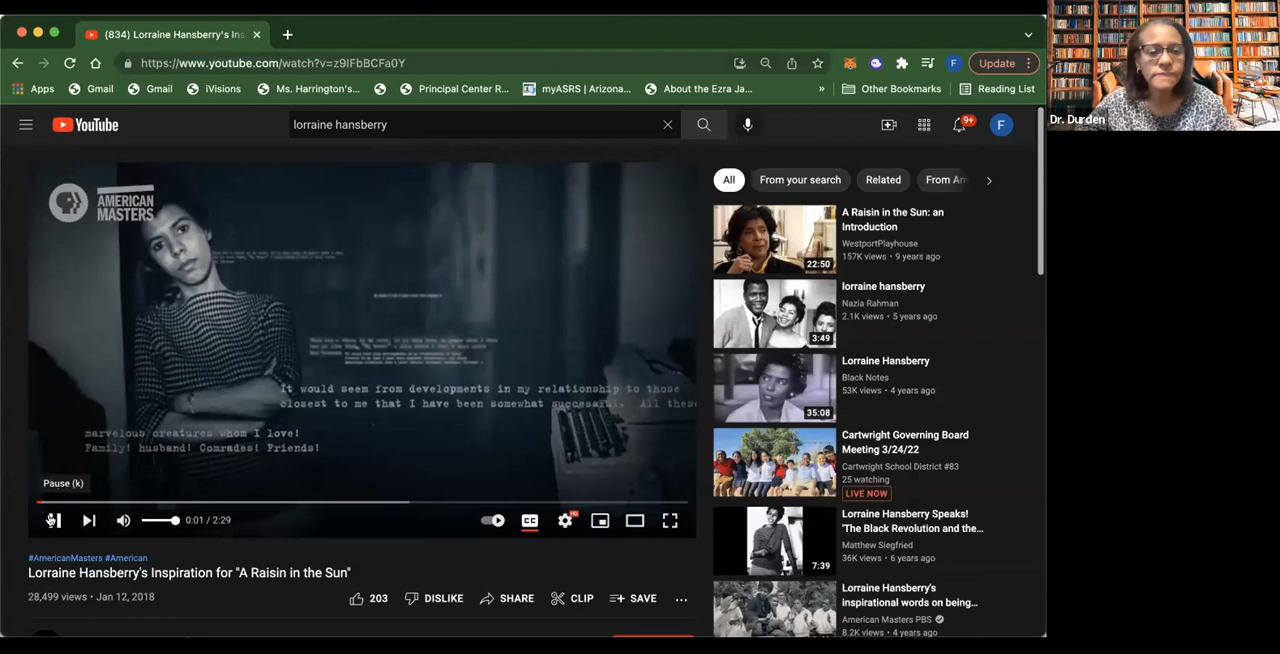 (834) Lorraine Hansberry's Ins
https://www.youtube.com/watch?v=z9IFbBCFa0Y
Update
Apps
Gmail
Gmail
iVisions
Ms. Harrington's...
Principal Center R...
myASRS | Arizona...
About the Ezra Ja...
»
Other Bookmarks
Reading List
Dr. Durden
YouTube
lorraine hansberry
9+
F
AMERICAN
MASTERS
It would seem from developments in my relationship to those
closest to me that I have been somewhat successful. All these
marvelous creatures whom I love!
Family! husband! Comrades! Friends!
Pause (k)
0:01 / 2:29
CC
HD
#AmericanMasters #American
Lorraine Hansberry's Inspiration for "A Raisin in the Sun"
28,499 views • Jan 12, 2018
203
DISLIKE
SHARE
CLIP
SAVE
...
All
From your search
Related
From Am
A Raisin in the Sun: an
Introduction
WestportPlayhouse
157K views • 9 years ago
22:50
lorraine hansberry
Nazia Rahman
2.1K views • 5 years ago
3:49
Lorraine Hansberry
Black Notes
53K views • 4 years ago
35:08
Cartwright Governing Board
Meeting 3/24/22
Cartwright School District #83
25 watching
LIVE NOW
Lorraine Hansberry Speaks!
'The Black Revolution and the...
Matthew Siegfried
36K views • 6 years ago
7:39
Lorraine Hansberry's
inspirational words on being...
American Masters PBS
8.2K views • 4 years ago